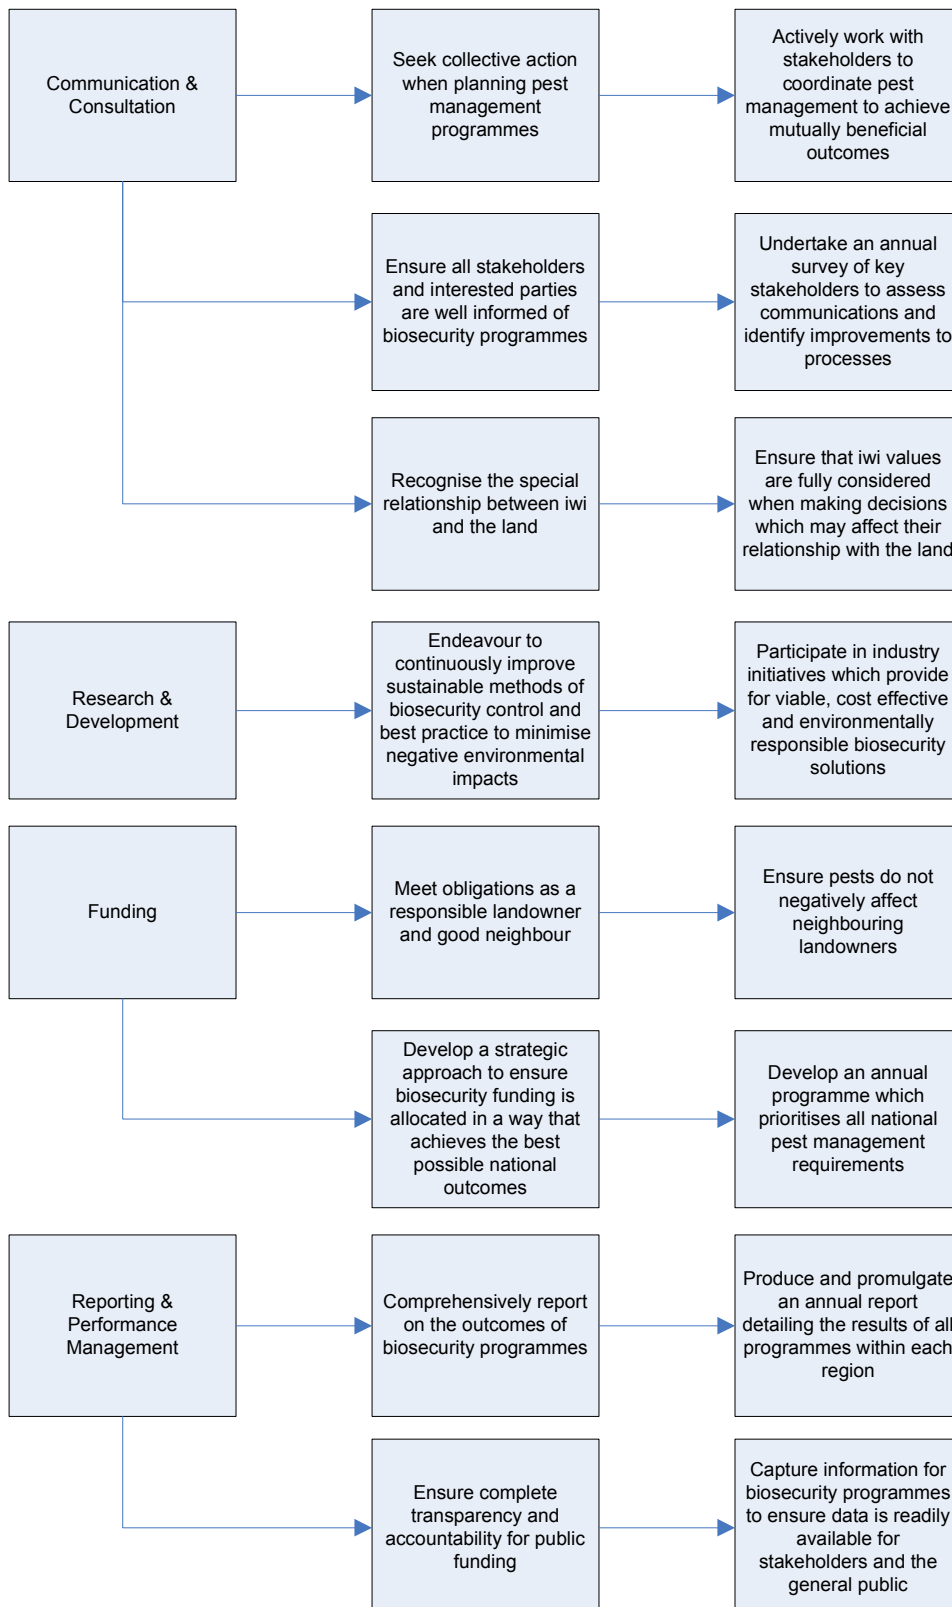 Communication &
Consultation
Seek collective action
when planning pest
management
programmes
Actively work with
stakeholders to
coordinate pest
management to achieve
mutually beneficial
outcomes
Ensure all stakeholders
and interested parties
are well informed of
biosecurity programmes
Undertake an annual
survey of key
stakeholders to assess
communications and
identify improvements to
processes
Recognise the special
relationship between iwi
and the land
Ensure that iwi values
are fully considered
when making decisions
which may affect their
relationship with the land
Research &
Development
Endeavour to
continuously improve
sustainable methods of
biosecurity control and
best practice to minimise
negative environmental
impacts
Participate in industry
initiatives which provide
for viable, cost effective
and environmentally
responsible biosecurity
solutions
Funding
Meet obligations as a
responsible landowner
and good neighbour
Ensure pests do not
negatively affect
neighbouring
landowners
Develop a strategic
approach to ensure
biosecurity funding is
allocated in a way that
achieves the best
possible national
outcomes
Develop an annual
programme which
prioritises all national
pest management
requirements
Reporting &
Performance
Management
Comprehensively report
on the outcomes of
biosecurity programmes
Produce and promulgate
an annual report
detailing the results of all
programmes within each
region
Ensure complete
transparency and
accountability for public
funding
Capture information for
biosecurity programmes
to ensure data is readily
available for
stakeholders and the
general public